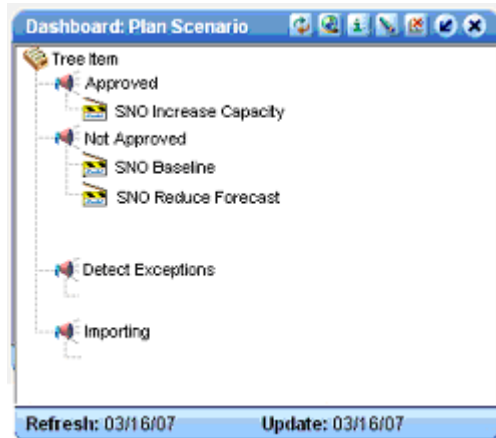 Dashboard: Plan Scenario
Tree Item
Approved
SNO Increase Capacity
Not Approved
SNO Baseline
SNO Reduce Forecast
Detect Exceptions
Importing
Refresh: 03/16/07 Update: 03/16/07